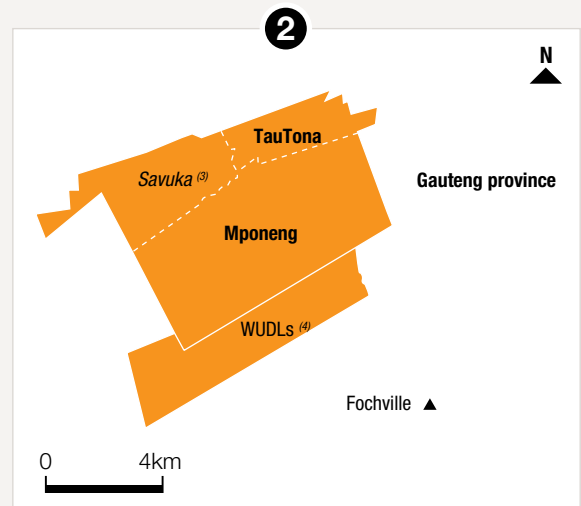 2
N
TauTona
Savuka (3)
Gauteng province
Mponeng
WUDLs (4)
Fochville
0 4km